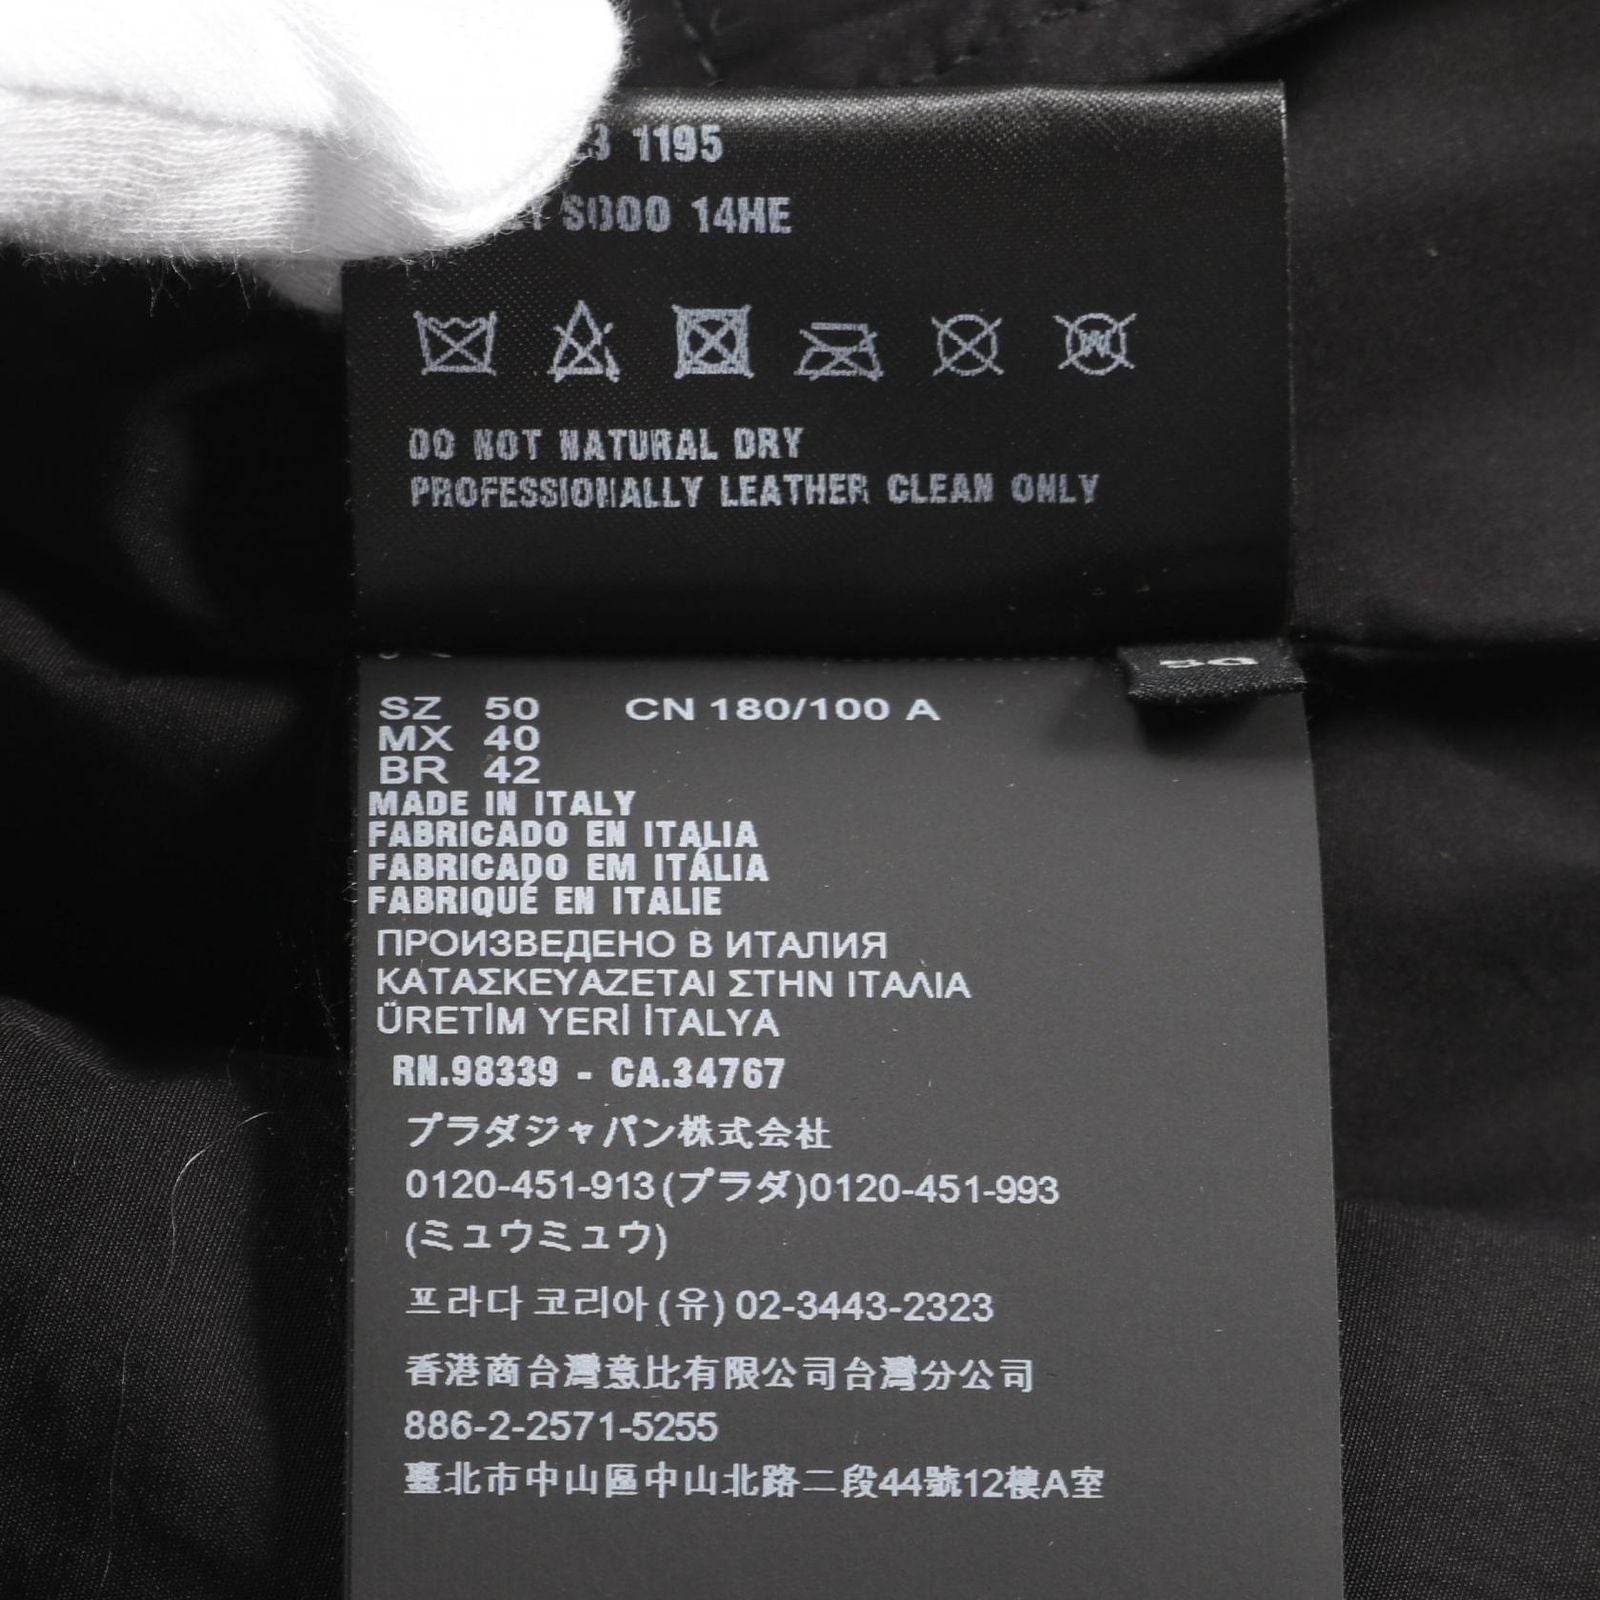 1195
S000 14HE
DO NOT NATURAL DRY
PROFESSIONALLY LEATHER CLEAN ONLY
50
SZ 50 CN 180/100 A
MX 40
BR 42
MADE IN ITALY
FABRICADO EN ITALIA
FABRICADO EM ITÁLIA
FABRIQUÉ EN ITALIE
ПРОИЗВЕДЕНО В ИТАЛИЯ
ΚΑΤΑΣΚΕΥΑΖΕΤΑΙ ΣΤΗΝ ΙΤΑΛΙΑ
ÜRETİM YERİ İTALYA
RN.98339 - CA.34767
プラダジャパン株式会社
0120-451-913(プラダ)0120-451-993
(ミュウミュウ)
프라다 코리아 (유) 02-3443-2323
香港商台灣意比有限公司台灣分公司
886-2-2571-5255
臺北市中山區中山北路二段44號12樓A室